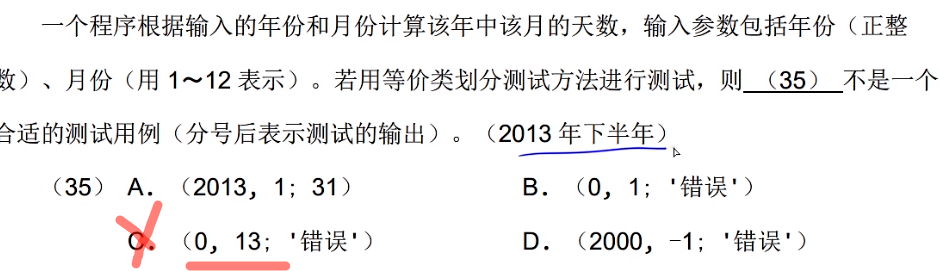 一个程序根据输入的年份和月份计算该年中该月的天数，输入参数包括年份（正整
数）、月份（用 1～12 表示）。若用等价类划分测试方法进行测试，则 （35） 不是一个
合适的测试用例（分号后表示测试的输出）。（2013 年下半年）
（35） A. （2013, 1; 31） B. （0, 1; '错误'）
C. （0, 13; '错误'） D. （2000, -1; '错误'）